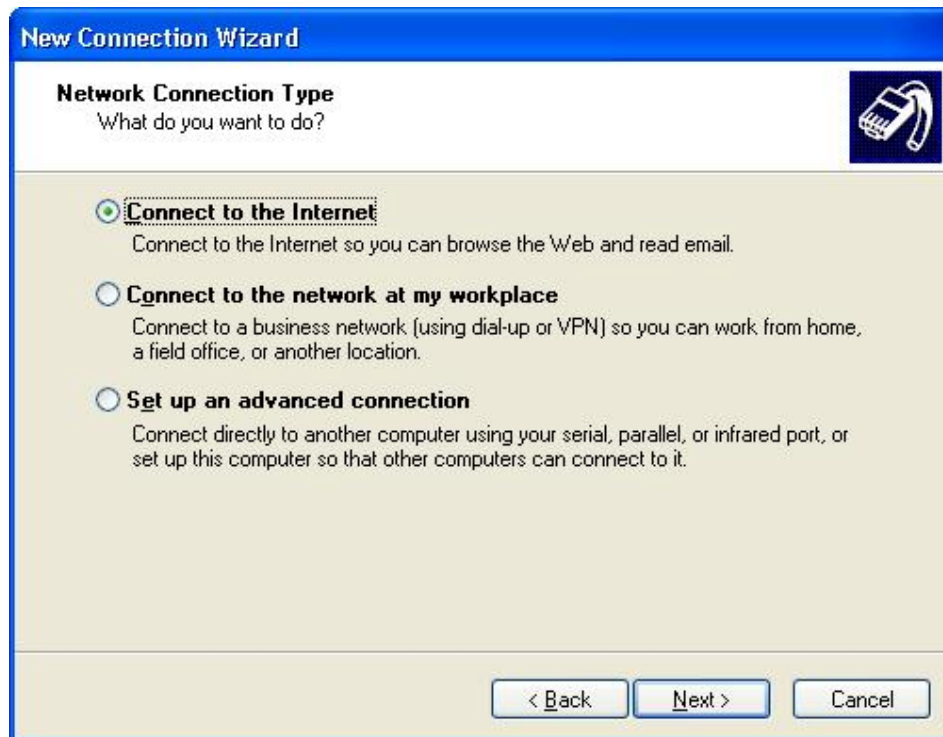 New Connection Wizard
Network Connection Type
What do you want to do?
Connect to the Internet
Connect to the Internet so you can browse the Web and read email.
Connect to the network at my workplace
Connect to a business network (using dial-up or VPN) so you can work from home,
a field office, or another location.
Set up an advanced connection
Connect directly to another computer using your serial, parallel, or infrared port, or
set up this computer so that other computers can connect to it.
< Back Next > Cancel